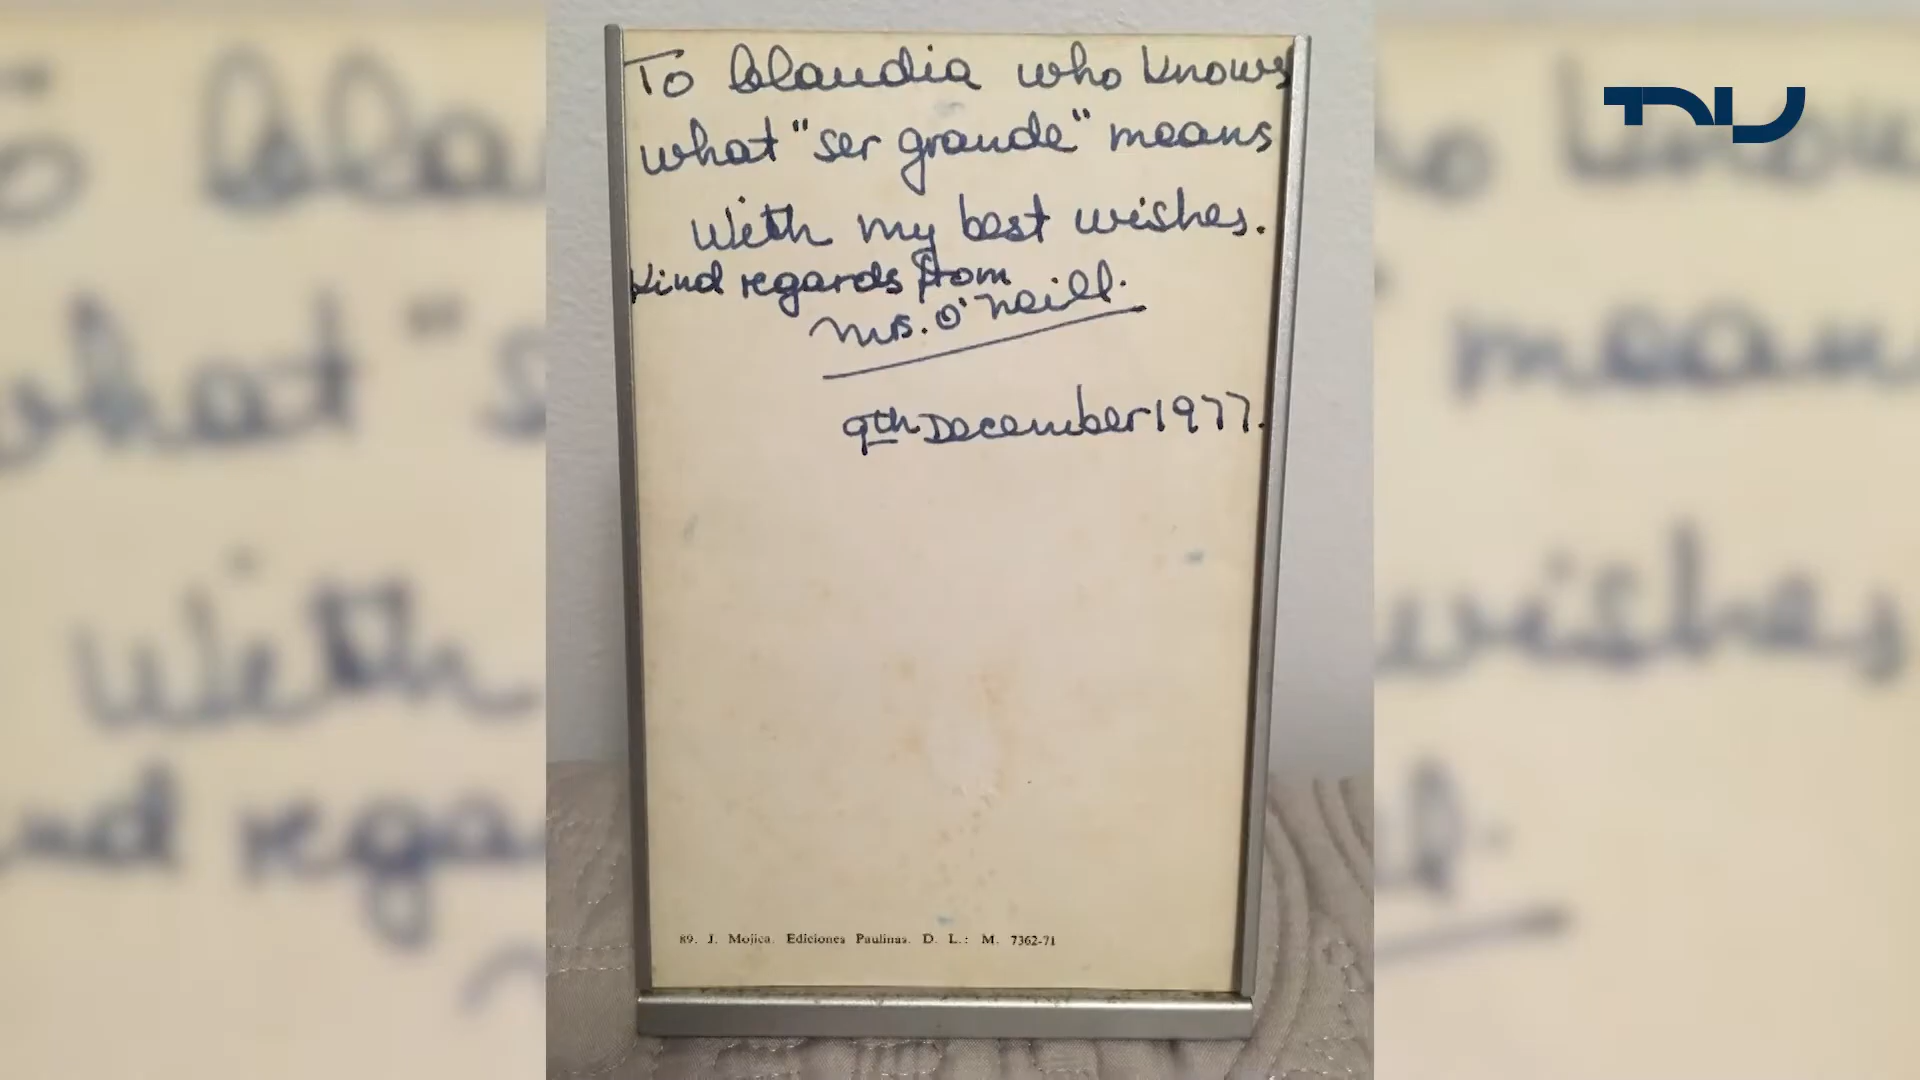 To Claudia who knows
what "ser grande" means
With my best wishes.
Kind regards from
Mrs. O'Neill.
9th December 1977.
89. J. Mojica. Ediciones Paulinas. D. L.: M. 7362-71